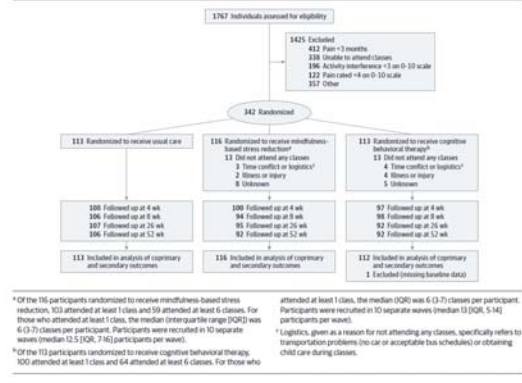 1767 Individuals assessed for eligibility
1425 Excluded
412 Pain <3 months
338 Unable to attend classes
196 Activity interference <3 on 0-10 scale
122 Pain rated <4 on 0-10 scale
357 Other
342 Randomized
113 Randomized to receive usual care
116 Randomized to receive mindfulness-
based stress reductionᵃ
13 Did not attend any classes
3 Time conflict or logisticsᶜ
2 Illness or injury
8 Unknown
113 Randomized to receive cognitive
behavioral therapyᵇ
13 Did not attend any classes
4 Time conflict or logisticsᶜ
4 Illness or injury
5 Unknown
108 Followed up at 4 wk
106 Followed up at 8 wk
107 Followed up at 26 wk
106 Followed up at 52 wk
100 Followed up at 4 wk
94 Followed up at 8 wk
95 Followed up at 26 wk
92 Followed up at 52 wk
97 Followed up at 4 wk
98 Followed up at 8 wk
92 Followed up at 26 wk
92 Followed up at 52 wk
113 Included in analysis of coprimary
and secondary outcomes
116 Included in analysis of coprimary
and secondary outcomes
112 Included in analysis of coprimary
and secondary outcomes
1 Excluded (missing baseline data)
ᵃ Of the 116 participants randomized to receive mindfulness-based stress
reduction, 103 attended at least 1 class and 59 attended at least 6 classes. For
those who attended at least 1 class, the median (interquartile range [IQR]) was
6 (3-7) classes per participant. Participants were recruited in 10 separate
waves (median 12.5 [IQR, 7-16] participants per wave).
ᵇ Of the 113 participants randomized to receive cognitive behavioral therapy,
100 attended at least 1 class and 64 attended at least 6 classes. For those who
attended at least 1 class, the median (IQR) was 6 (3-7) classes per participant.
Participants were recruited in 10 separate waves (median 13 [IQR, 5-14]
participants per wave).
ᶜ Logistics, given as a reason for not attending any classes, specifically refers to
transportation problems (no car or acceptable bus schedules) or obtaining
child care during classes.